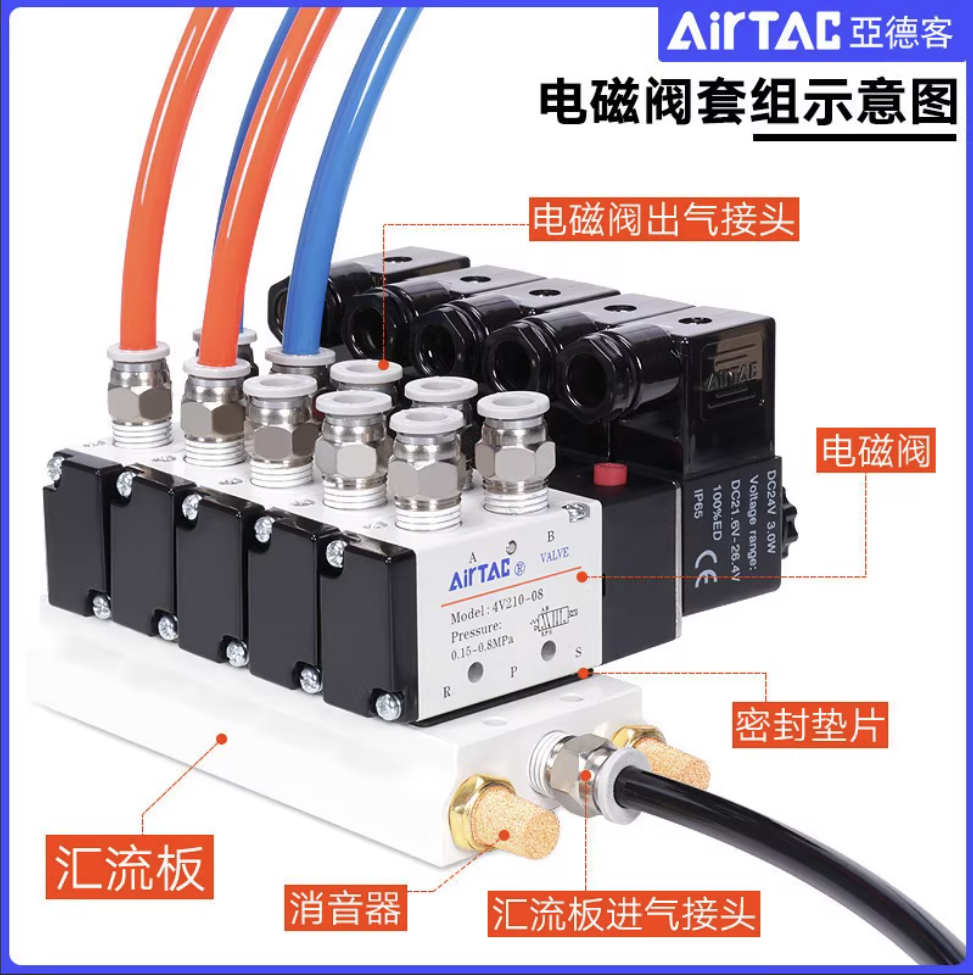 AirTAC 亞德客
电磁阀套组示意图
电磁阀出气接头
AirTAC
电磁阀
DC24V 3.0W
Voltage range:
DC21.6V-26.4V
100%ED
IP65
CE
A B
AirTAC ® VALVE
Model: 4V210-08
Pressure:
0.15-0.8MPa
R P S
密封垫片
汇流板
消音器
汇流板进气接头